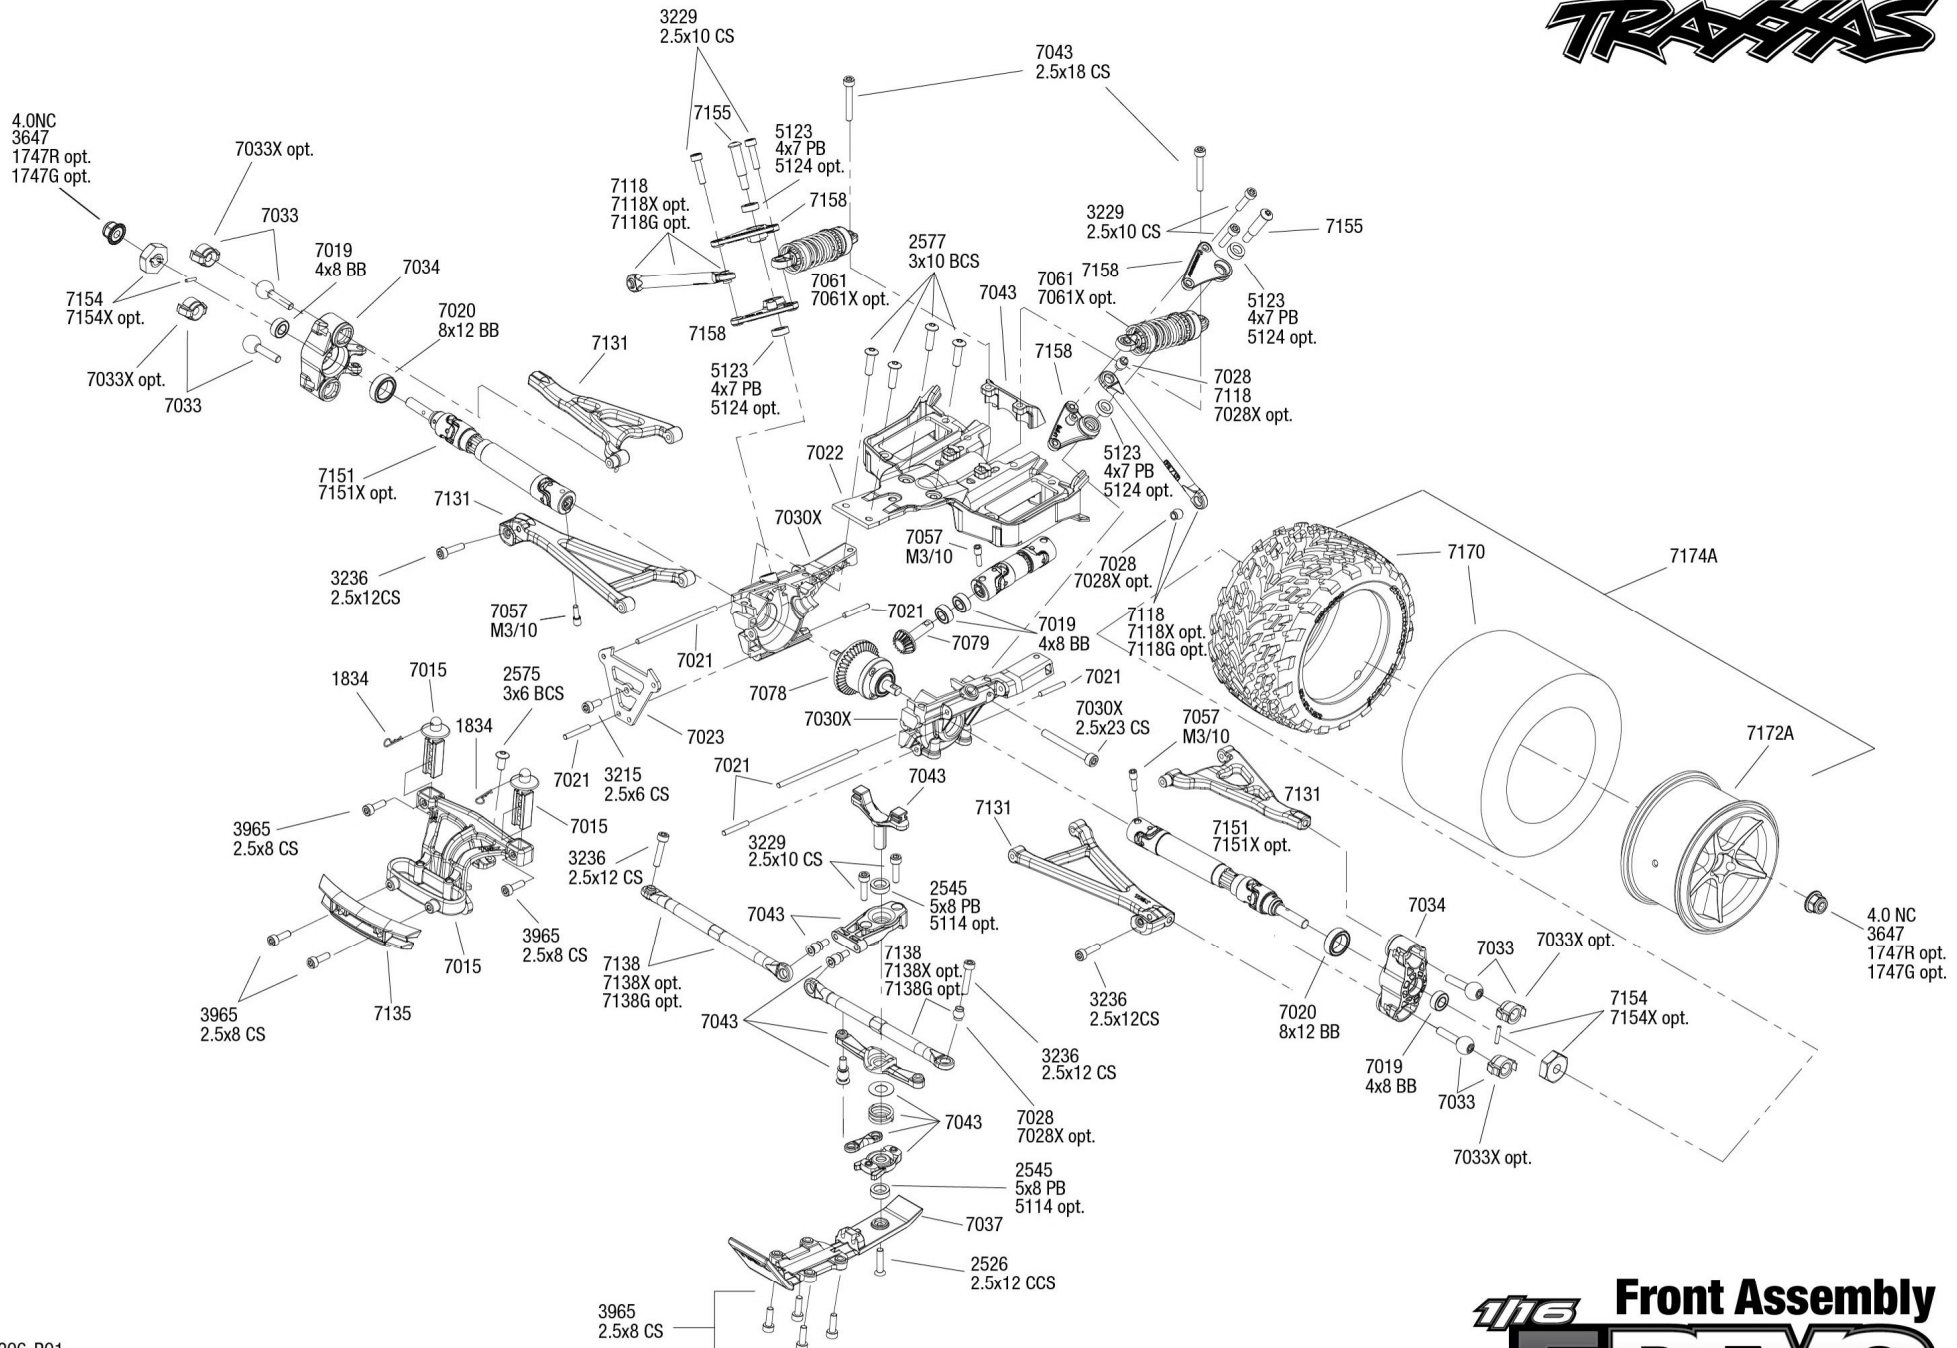 TRAXXAS
3229
2.5x10 CS
7043
2.5x18 CS
4.0NC
3647
1747R opt.
1747G opt.
7033X opt.
7155
5123
4x7 PB
5124 opt.
7118
7118X opt.
7118G opt.
7158
3229
2.5x10 CS
7155
7033
7019
4x8 BB
7034
2577
3x10 BCS
7061
7061X opt.
7043
7061
7061X opt.
7158
5123
4x7 PB
5124 opt.
7154
7154X opt.
7020
8x12 BB
7158
7131
7158
7033X opt.
7033
5123
4x7 PB
5124 opt.
7028
7118
7028X opt.
7151
7151X opt.
7131
7022
5123
4x7 PB
5124 opt.
7030X
7057
M3/10
7028
7028X opt.
7170
7174A
3236
2.5x12CS
7057
M3/10
7021
7021
7079
7019
4x8 BB
7118
7118X opt.
7118G opt.
1834
7015
2575
3x6 BCS
1834
7078
7021
7030X
7030X
2.5x23 CS
7057
M3/10
7172A
7023
7021
3215
2.5x6 CS
7021
7043
7131
7131
3965
2.5x8 CS
7015
3236
2.5x12 CS
3229
2.5x10 CS
7151
7151X opt.
2545
5x8 PB
5114 opt.
7043
7034
4.0 NC
3647
1747R opt.
1747G opt.
3965
2.5x8 CS
7015
7138
7138X opt.
7138G opt.
7138
7138X opt.
7138G opt.
7033
7033X opt.
3965
2.5x8 CS
7135
7043
3236
2.5x12CS
7020
8x12 BB
7154
7154X opt.
3236
2.5x12 CS
7019
4x8 BB
7033
7043
7028
7028X opt.
7033X opt.
2545
5x8 PB
5114 opt.
7037
2526
2.5x12 CCS
3965
2.5x8 CS
Front Assembly
1/16